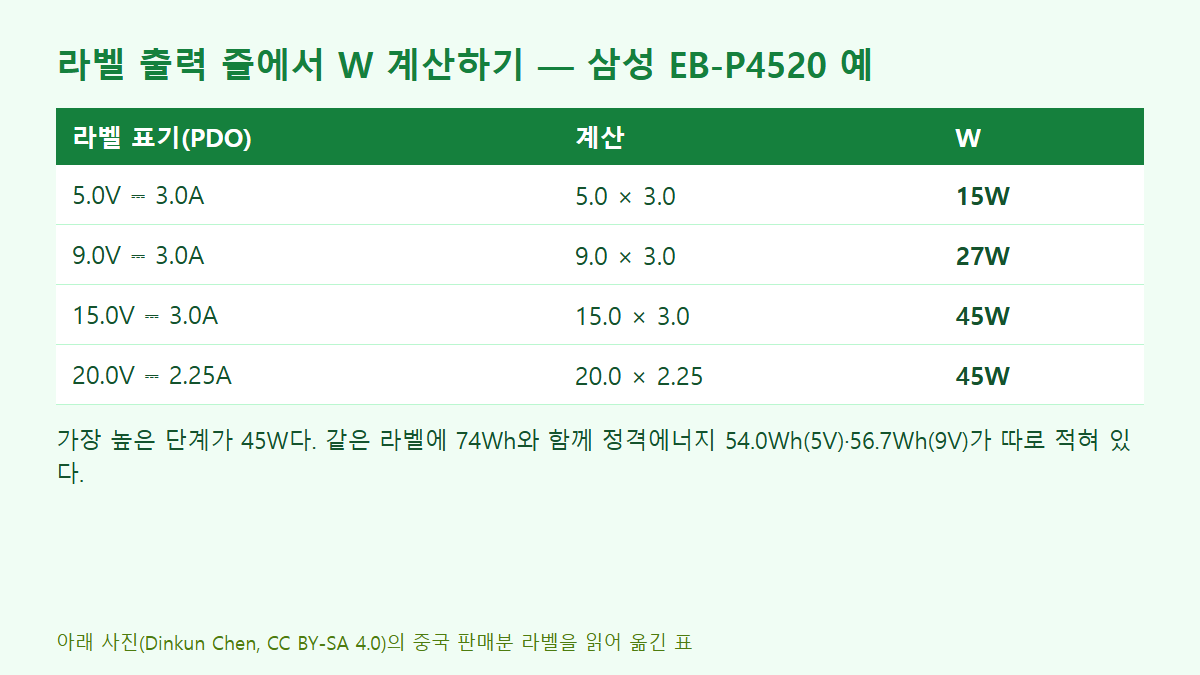 라벨 출력 줄에서 W 계산하기 — 삼성 EB-P4520 예
라벨 표기(PDO) 계산 W
5.0V ⎓ 3.0A 5.0 × 3.0 15W
9.0V ⎓ 3.0A 9.0 × 3.0 27W
15.0V ⎓ 3.0A 15.0 × 3.0 45W
20.0V ⎓ 2.25A 20.0 × 2.25 45W
가장 높은 단계가 45W다. 같은 라벨에 74Wh와 함께 정격에너지 54.0Wh(5V)·56.7Wh(9V)가 따로 적혀 있
다.
아래 사진(Dinkun Chen, CC BY-SA 4.0)의 중국 판매분 라벨을 읽어 옮긴 표